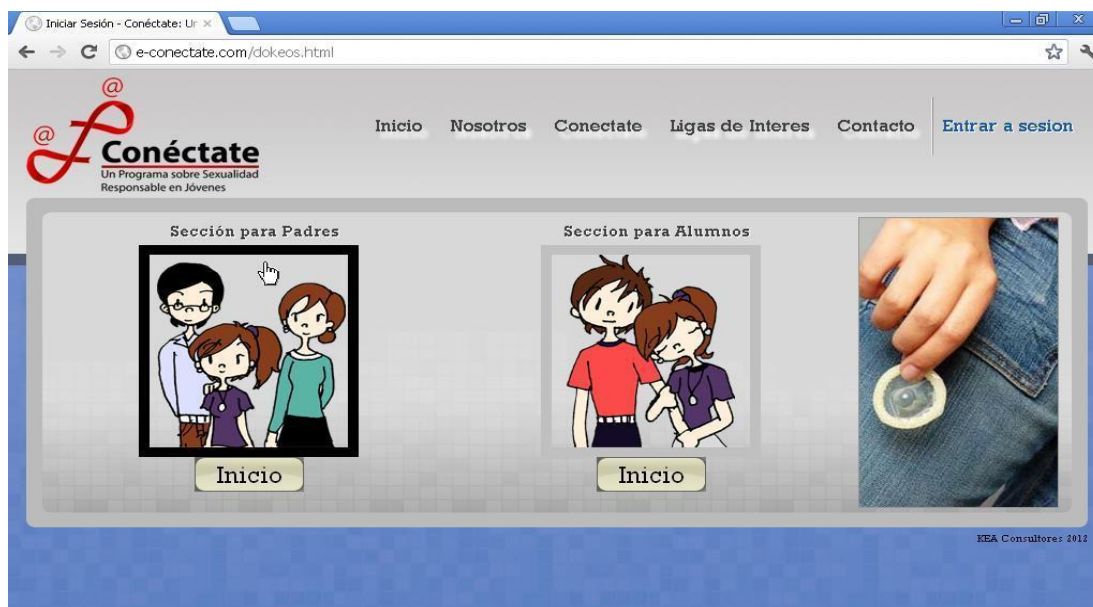 Iniciar Sesión - Conéctate: Ur
e-conectate.com/dokeos.html
@
@
Conéctate
Un Programa sobre Sexualidad
Responsable en Jóvenes
Inicio Nosotros Conectate Ligas de Interes Contacto Entrar a sesion
Sección para Padres
Seccion para Alumnos
Inicio
Inicio
KEA Consultores 2012